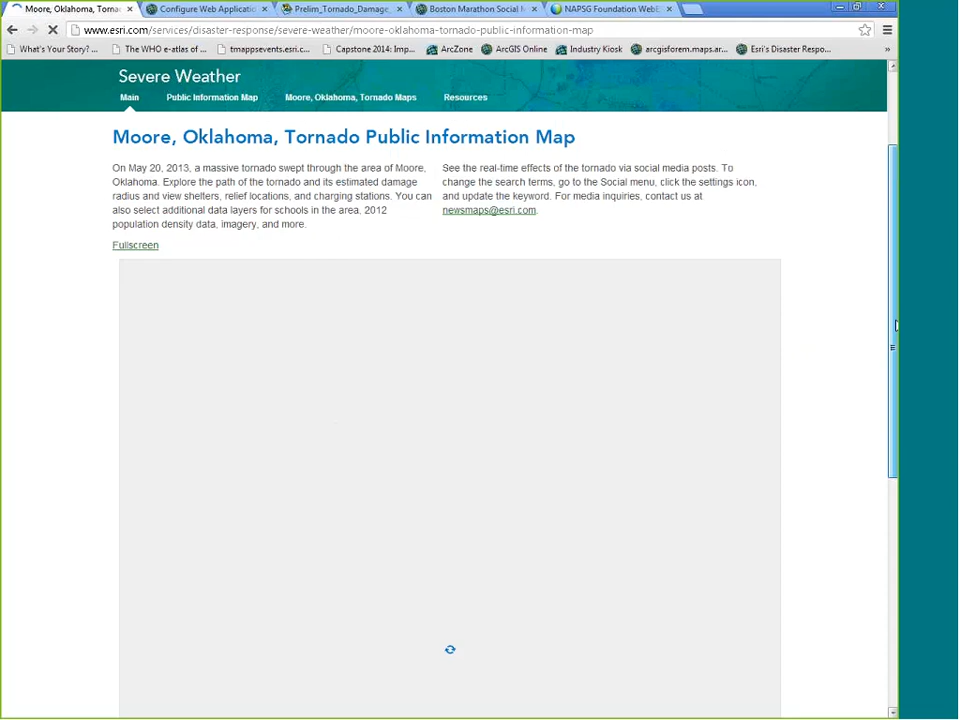 Moore, Oklahoma, Torna
Configure Web Applicatio
Prelim_Tornado_Damage_
Boston Marathon Social M
NAPSG Foundation WebE
www.esri.com/services/disaster-response/severe-weather/moore-oklahoma-tornado-public-information-map
What's Your Story? ...
The WHO e-atlas of ...
tmappsevents.esri.c...
Capstone 2014: Imp...
ArcZone
ArcGIS Online
Industry Kiosk
arcgisforem.maps.ar...
Esri's Disaster Respo...
»
Severe Weather
Main
Public Information Map
Moore, Oklahoma, Tornado Maps
Resources
Moore, Oklahoma, Tornado Public Information Map
On May 20, 2013, a massive tornado swept through the area of Moore,
Oklahoma. Explore the path of the tornado and its estimated damage
radius and view shelters, relief locations, and charging stations. You can
also select additional data layers for schools in the area, 2012
population density data, imagery, and more.
See the real-time effects of the tornado via social media posts. To
change the search terms, go to the Social menu, click the settings icon,
and update the keyword. For media inquiries, contact us at
newsmaps@esri.com.
Fullscreen